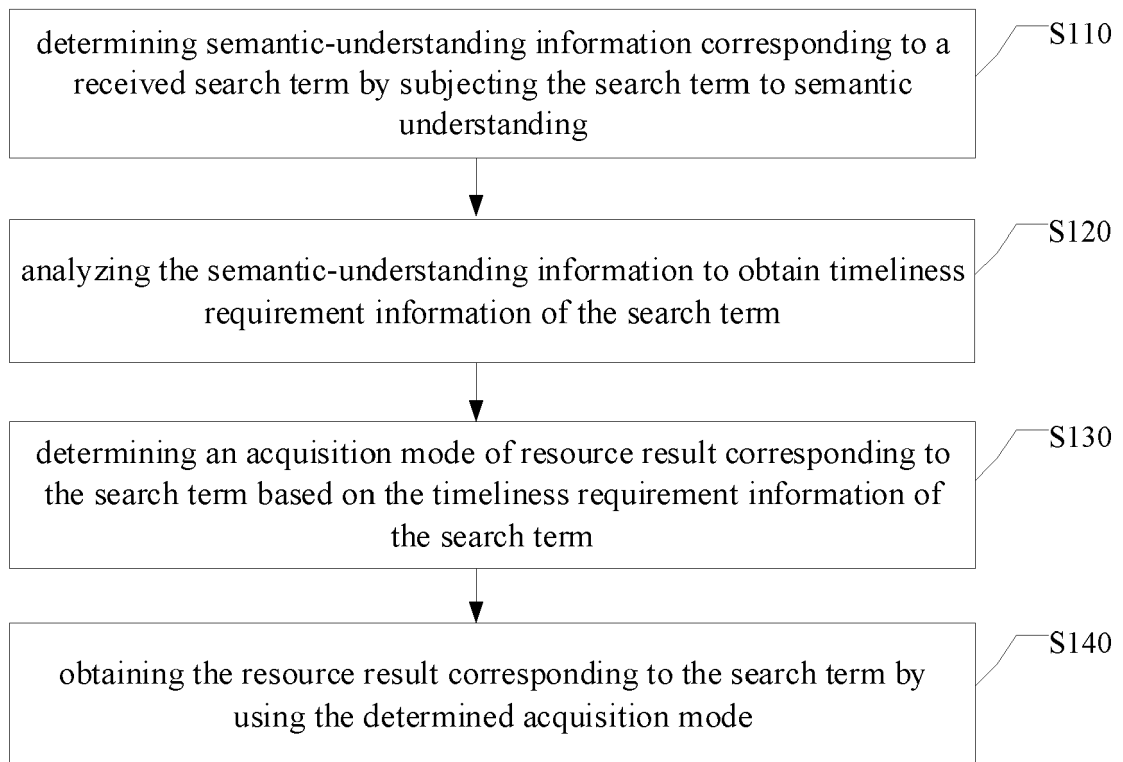 determining semantic-understanding information corresponding to a
received search term by subjecting the search term to semantic
understanding
S110
analyzing the semantic-understanding information to obtain timeliness
requirement information of the search term
S120
determining an acquisition mode of resource result corresponding to
the search term based on the timeliness requirement information of
the search term
S130
obtaining the resource result corresponding to the search term by
using the determined acquisition mode
S140